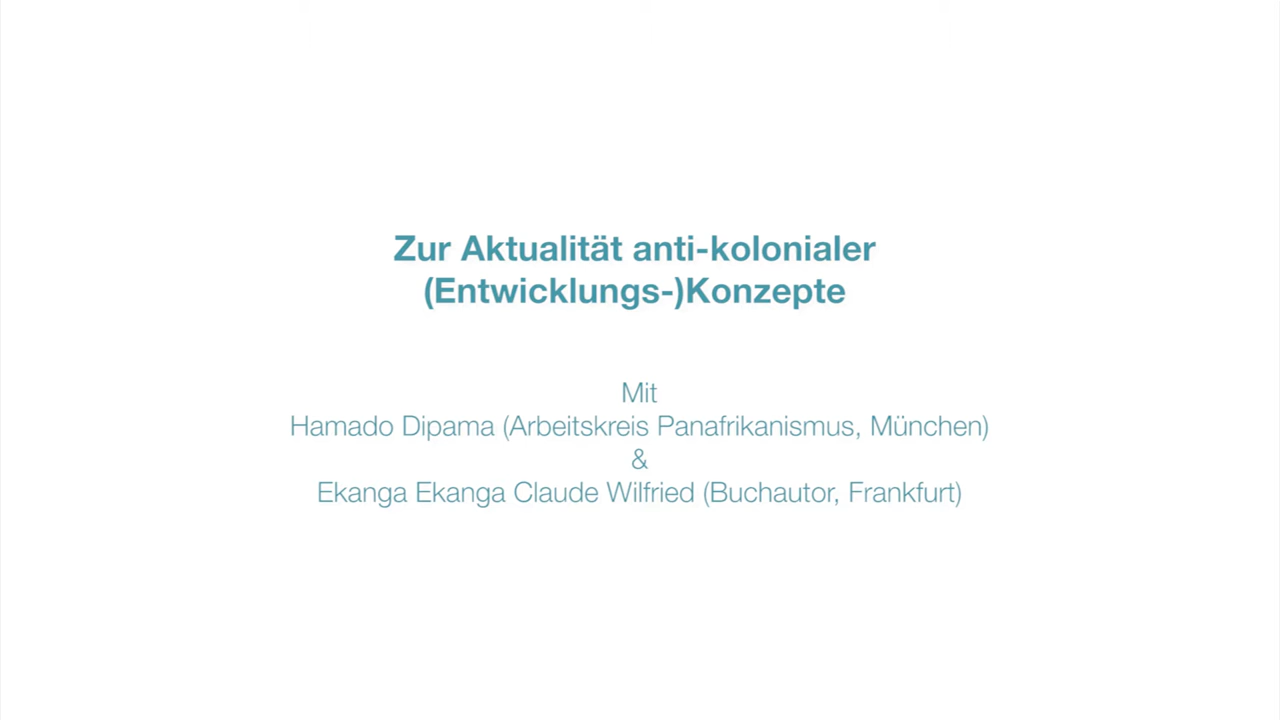 Zur Aktualität anti-kolonialer
(Entwicklungs-)Konzepte
Mit
Hamado Dipama (Arbeitskreis Panafrikanismus, München)
&
Ekanga Ekanga Claude Wilfried (Buchautor, Frankfurt)